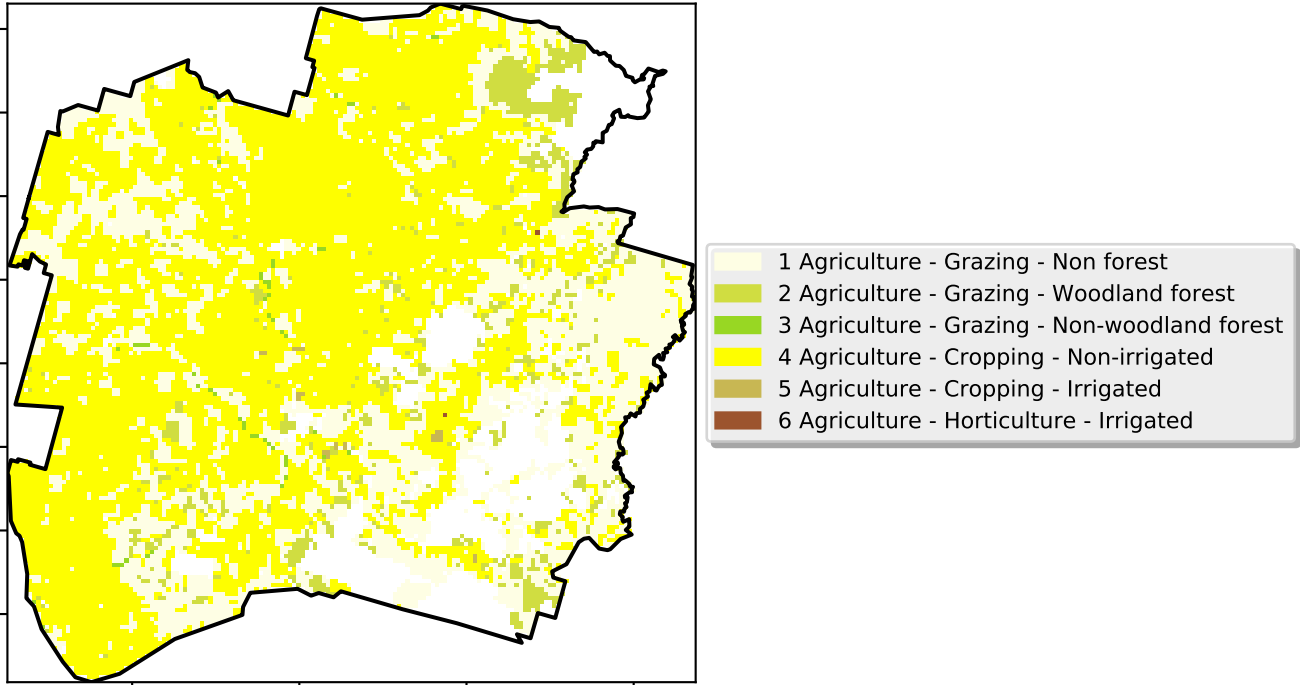 1 Agriculture - Grazing - Non forest
2 Agriculture - Grazing - Woodland forest
3 Agriculture - Grazing - Non-woodland forest
4 Agriculture - Cropping - Non-irrigated
5 Agriculture - Cropping - Irrigated
6 Agriculture - Horticulture - Irrigated